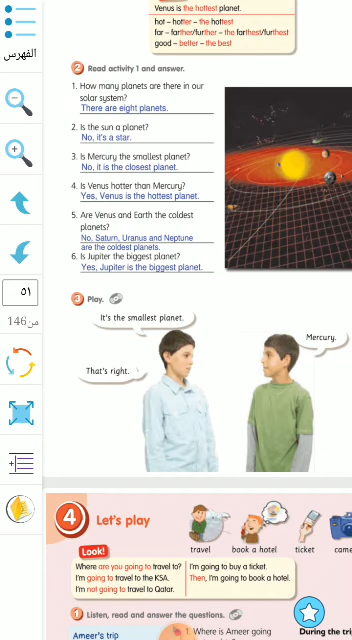 Venus is the hottest planet.
hot – hotter – the hottest
far – farther/further – the farthest/furthest
good – better – the best
الفهرس
2 Read activity 1 and answer.
1. How many planets are there in our
solar system?
There are eight planets.
2. Is the sun a planet?
No, it's a star.
3. Is Mercury the smallest planet?
No, it is the closest planet.
4. Is Venus hotter than Mercury?
Yes, Venus is the hottest planet.
5. Are Venus and Earth the coldest
planets?
No, Saturn, Uranus and Neptune
are the coldest planets.
6. Is Jupiter the biggest planet?
Yes, Jupiter is the biggest planet.
٥١
من 146
3 Play.
It's the smallest planet.
Mercury.
That's right.
4 Let's play
travel book a hotel ticket came
Look!
Where are you going to travel to?
I'm going to travel to the KSA.
I'm not going to travel to Qatar.
I'm going to buy a ticket.
Then, I'm going to book a hotel.
1 Listen, read and answer the questions.
Ameer's trip
1 Where is Ameer going
During the tri